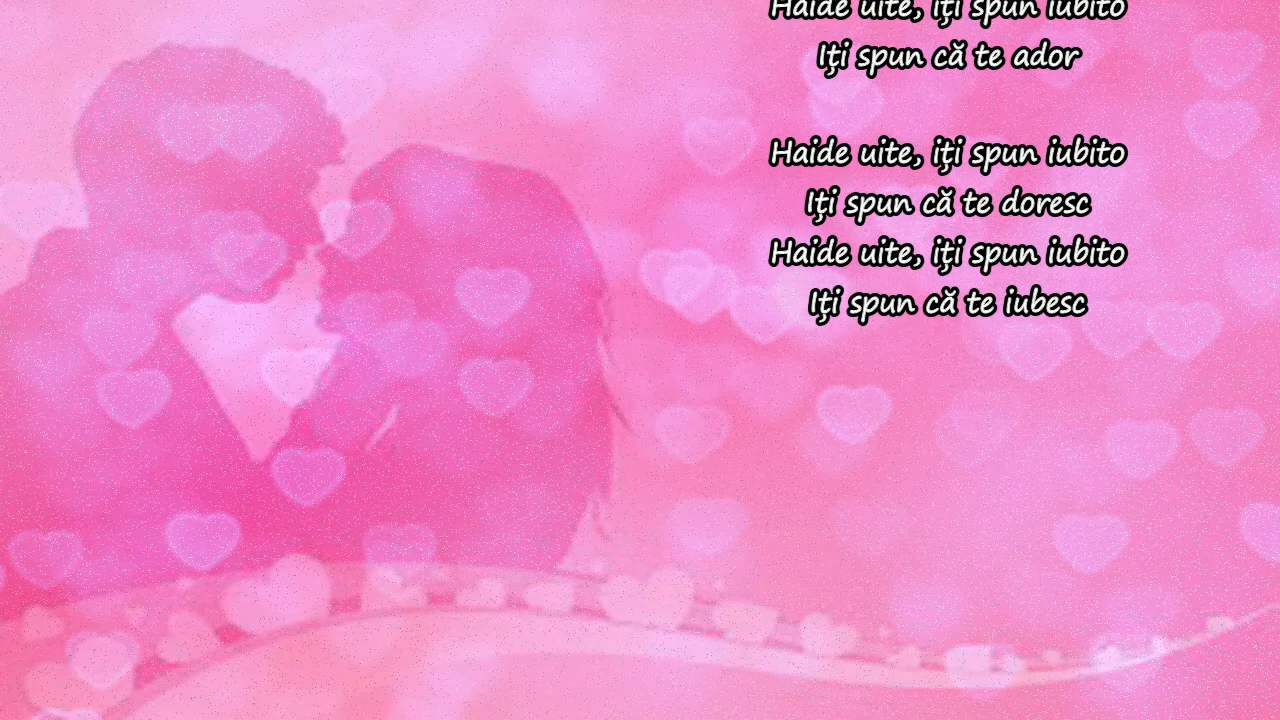 Haide uite, iţi spun iubito
Iţi spun că te ador
Haide uite, iţi spun iubito
Iţi spun că te doresc
Haide uite, iţi spun iubito
Iţi spun că te iubesc